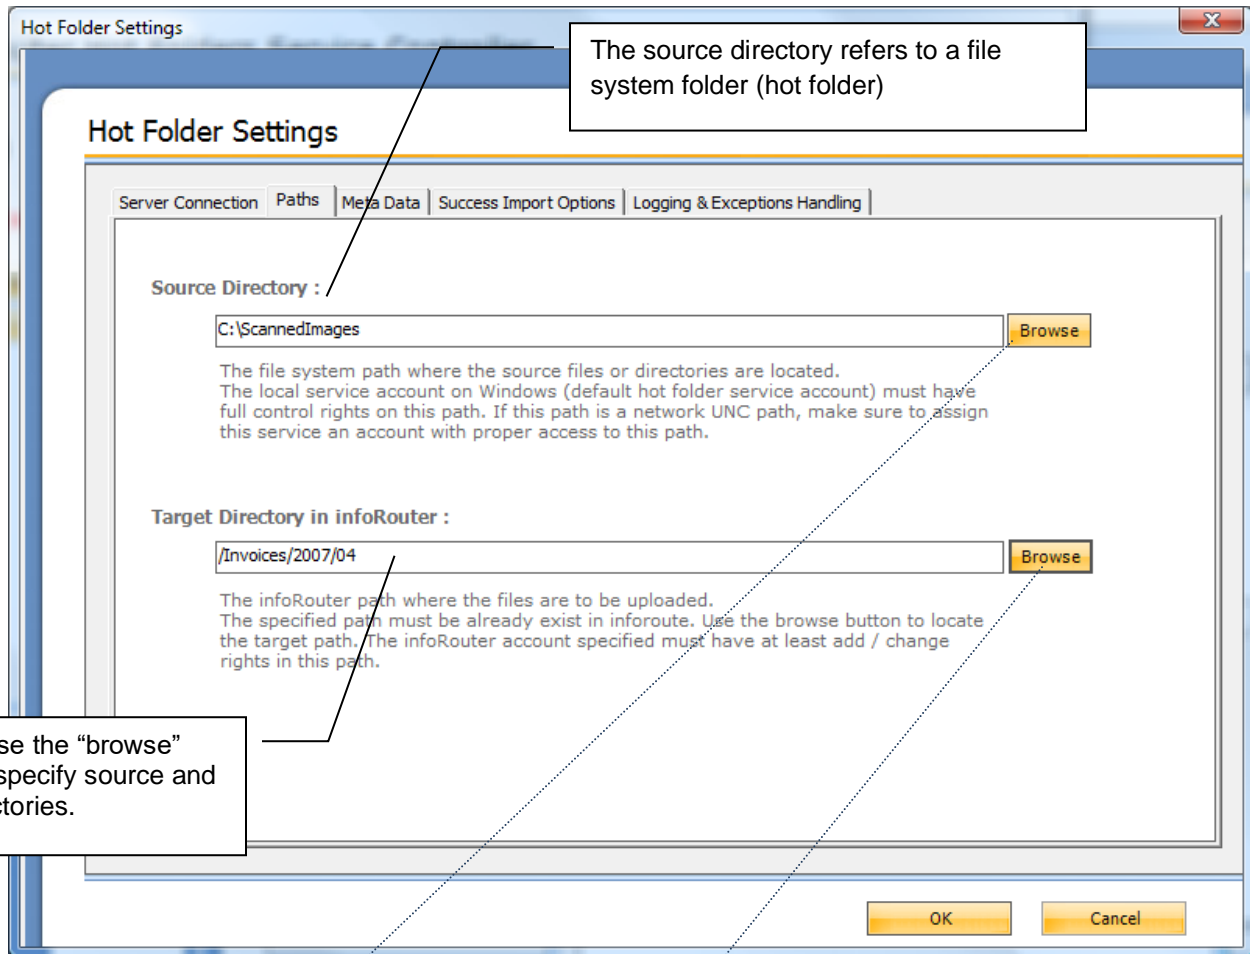 Hot Folder Settings
The source directory refers to a file
system folder (hot folder)
Hot Folder Settings
Server Connection Paths Meta Data Success Import Options Logging & Exceptions Handling
Source Directory :
C:\ScannedImages Browse
The file system path where the source files or directories are located.
The local service account on Windows (default hot folder service account) must have
full control rights on this path. If this path is a network UNC path, make sure to assign
this service an account with proper access to this path.
Target Directory in infoRouter :
/Invoices/2007/04 Browse
The infoRouter path where the files are to be uploaded.
The specified path must be already exist in inforoute. Use the browse button to locate
the target path. The infoRouter account specified must have at least add / change
rights in this path.
se the “browse”
specify source and
ctories.
OK Cancel